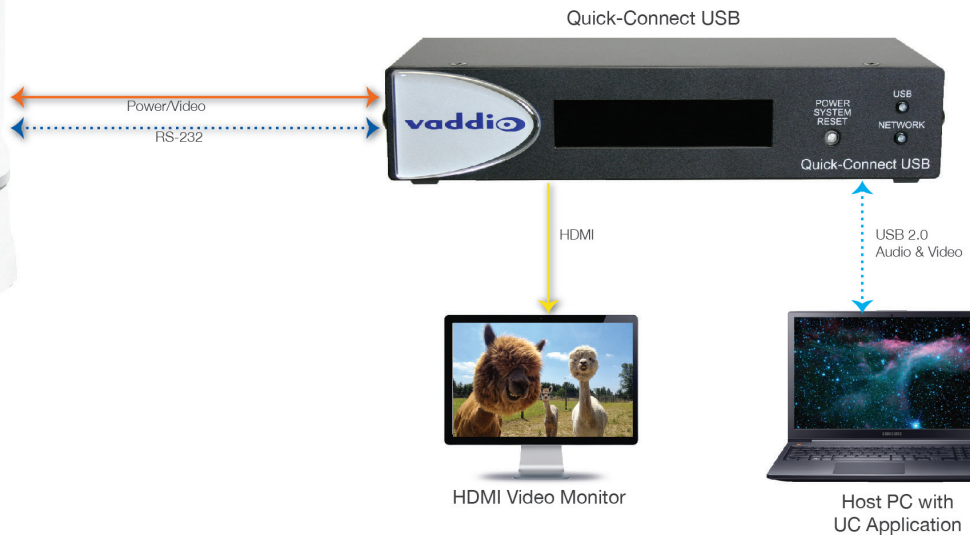 Quick-Connect USB
Power/Video
RS-232
vaddio
POWER
SYSTEM
RESET
USB
NETWORK
Quick-Connect USB
HDMI
USB 2.0
Audio & Video
SAMSUNG
HDMI Video Monitor
Host PC with
UC Application